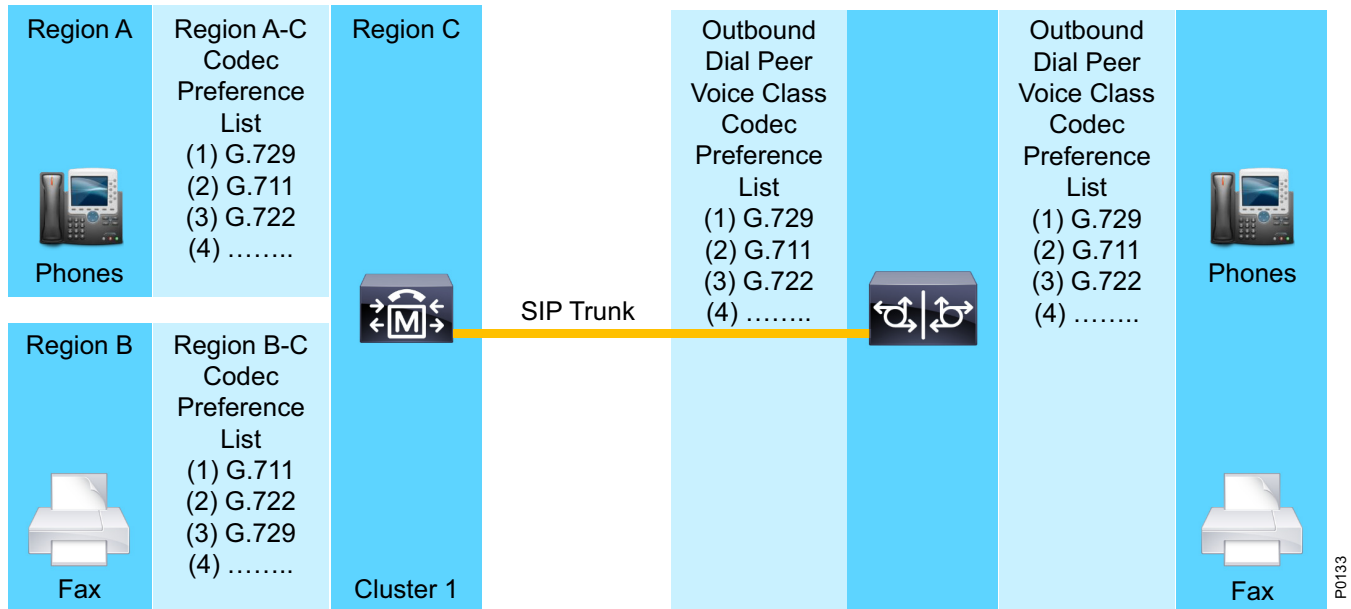 Region A
Phones
Region A-C
Codec
Preference
List
(1) G.729
(2) G.711
(3) G.722
(4) ……..
Region B
Fax
Region B-C
Codec
Preference
List
(1) G.711
(2) G.722
(3) G.729
(4) ……..
Region C
M
Cluster 1
SIP Trunk
Outbound
Dial Peer
Voice Class
Codec
Preference
List
(1) G.729
(2) G.711
(3) G.722
(4) ……..
Outbound
Dial Peer
Voice Class
Codec
Preference
List
(1) G.729
(2) G.711
(3) G.722
(4) ……..
Phones
Fax
P0133